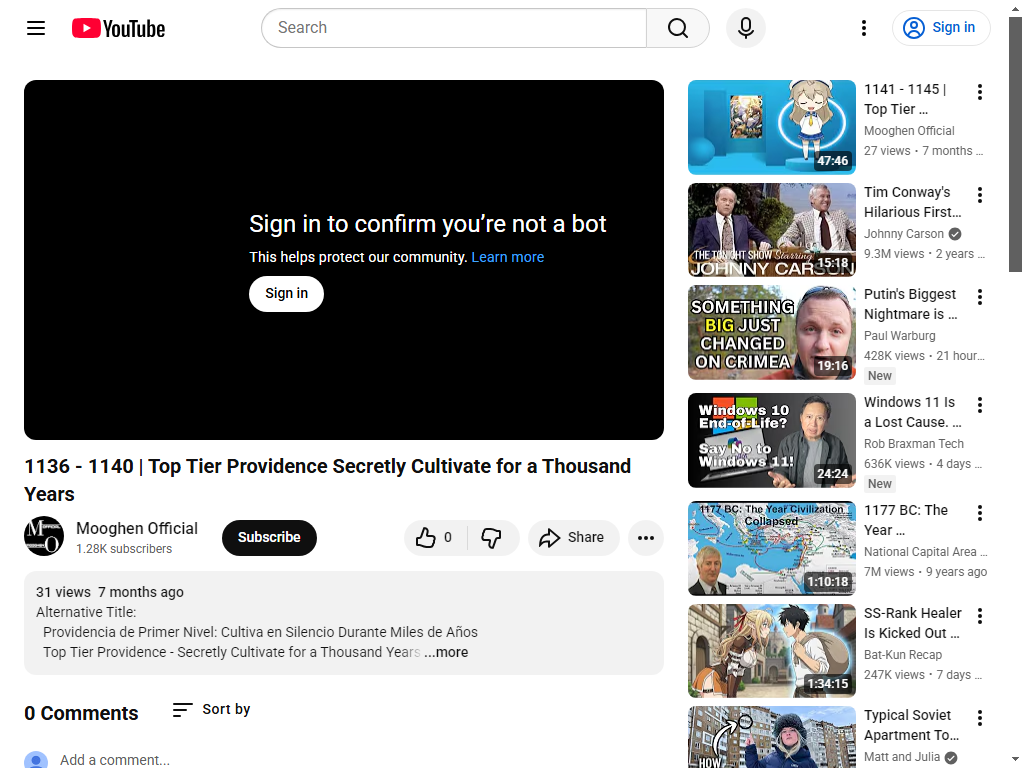 YouTube
Search
Sign in
Sign in to confirm you’re not a bot
This helps protect our community. Learn more
Sign in
1136 - 1140 | Top Tier Providence Secretly Cultivate for a Thousand
Years
Mooghen Official
1.28K subscribers
Subscribe
0
Share
31 views 7 months ago
Alternative Title:
Providencia de Primer Nivel: Cultiva en Silencio Durante Miles de Años
Top Tier Providence - Secretly Cultivate for a Thousand Years ...more
0 Comments
Sort by
Add a comment...
47:46
1141 - 1145 |
Top Tier ...
Mooghen Official
27 views • 7 months ...
THE TONIGHT SHOW Starring
JOHNNY CARSON
15:18
Tim Conway's
Hilarious First...
Johnny Carson
9.3M views • 2 years ...
SOMETHING
BIG JUST
CHANGED
ON CRIMEA
19:16
Putin's Biggest
Nightmare is ...
Paul Warburg
428K views • 21 hour...
New
Windows 10
End-of-Life?
Say No to
Windows 11!
24:24
Windows 11 Is
a Lost Cause. ...
Rob Braxman Tech
636K views • 4 days ...
New
1177 BC: The Year Civilization
Collapsed
1:10:18
1177 BC: The
Year ...
National Capital Area ...
7M views • 9 years ago
1:34:15
SS-Rank Healer
Is Kicked Out ...
Bat-Kun Recap
247K views • 7 days ...
HOW
Typical Soviet
Apartment To...
Matt and Julia